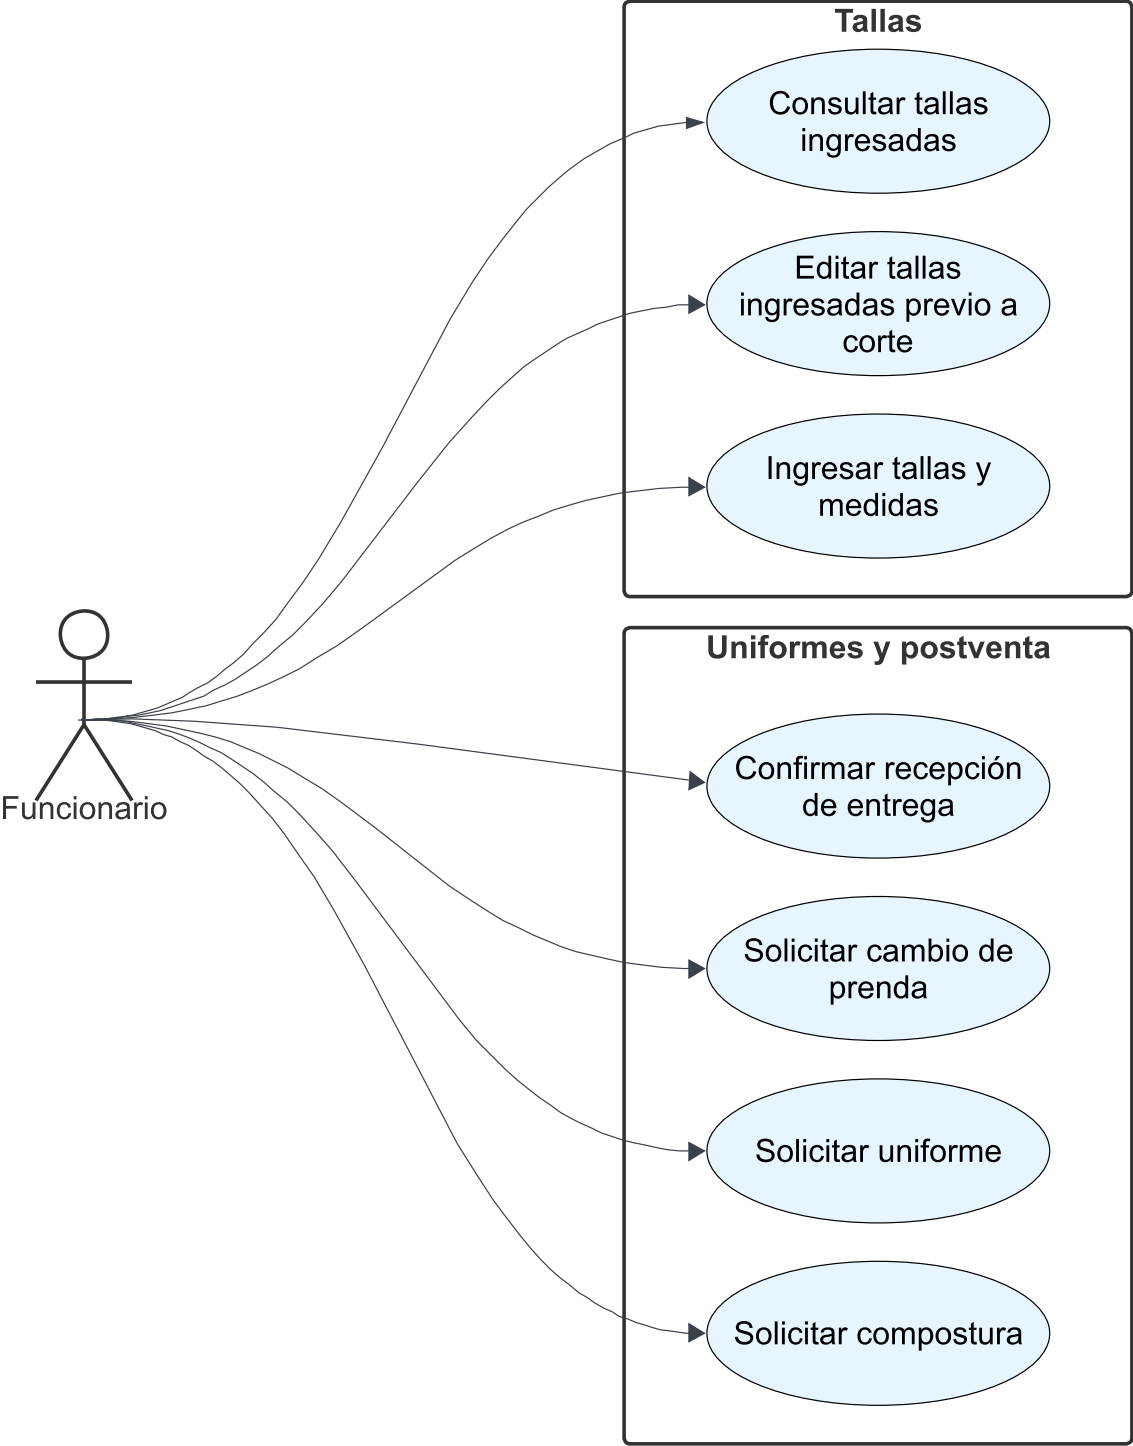 Tallas
Consultar tallas
ingresadas
Editar tallas
ingresadas previo a
corte
Ingresar tallas y
medidas
Funcionario
Uniformes y postventa
Confirmar recepción
de entrega
Solicitar cambio de
prenda
Solicitar uniforme
Solicitar compostura